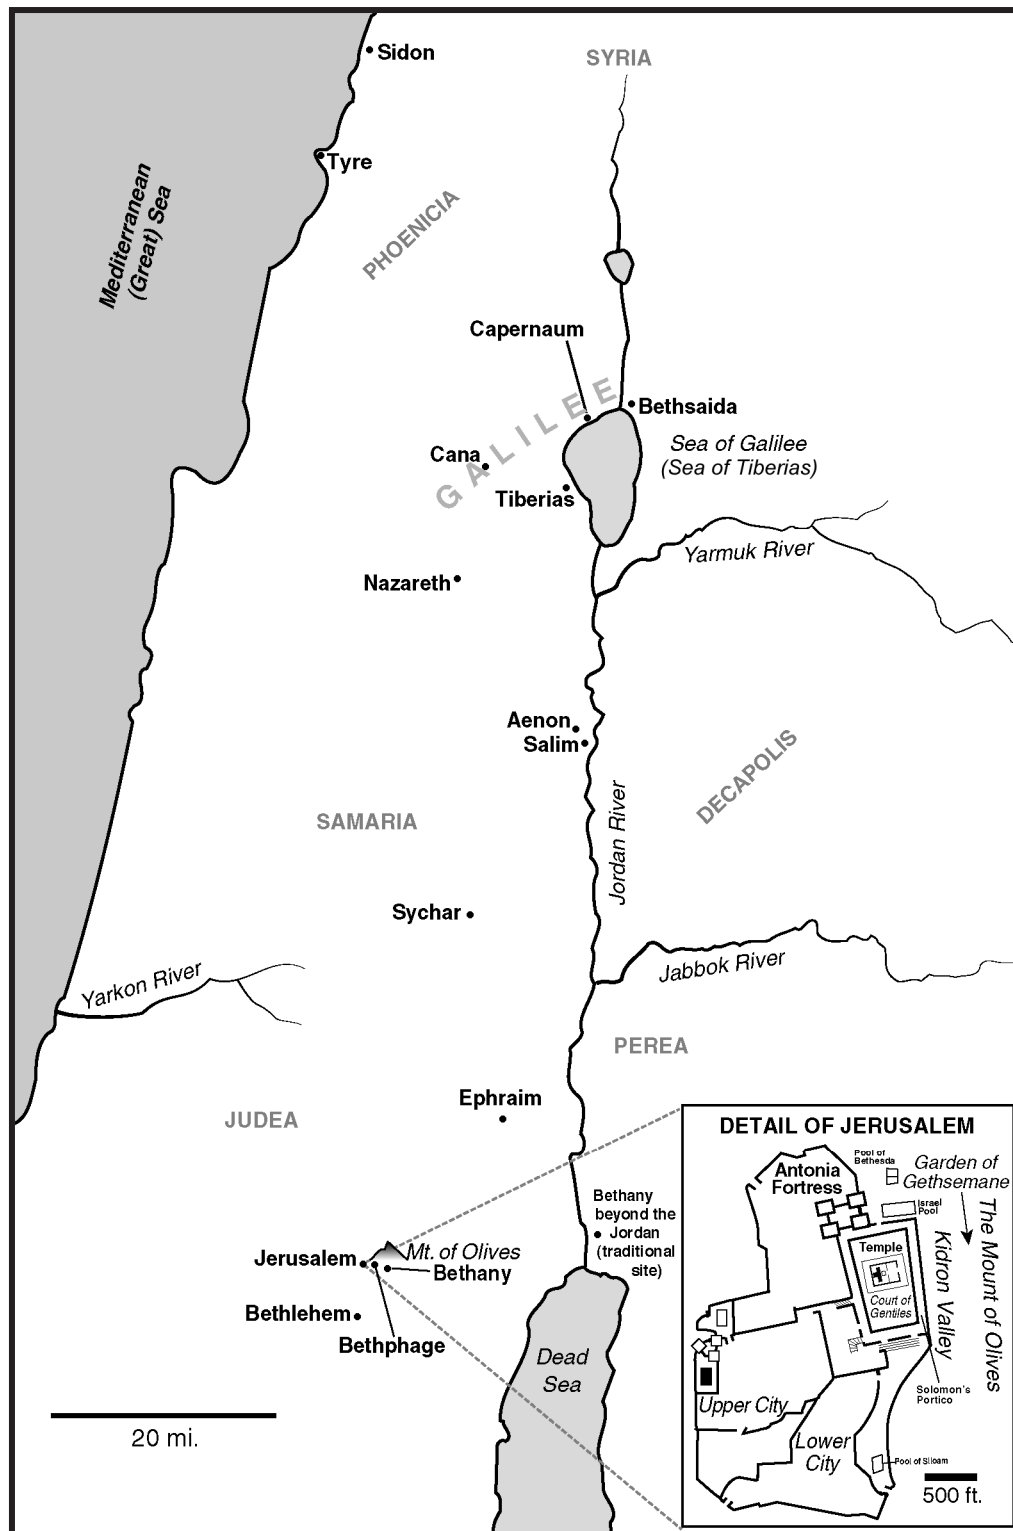 Sidon
SYRIA
Tyre
Mediterranean
(Great) Sea
PHOENICIA
Capernaum
GALILEE
Bethsaida
Sea of Galilee
(Sea of Tiberias)
Cana
Tiberias
Yarmuk River
Nazareth
Aenon
Salim
DECAPOLIS
Jordan River
SAMARIA
Sychar
Yarkon River
Jabbok River
PEREA
Ephraim
JUDEA
Bethany
beyond the
Jordan
(traditional
site)
Jerusalem
Mt. of Olives
Bethany
Bethlehem
Bethphage
Dead
Sea
20 mi.
DETAIL OF JERUSALEM
Pool of
Bethesda
Garden of
Gethsemane
Antonia
Fortress
Israel
Pool
The Mount of Olives
Kidron Valley
Temple
Court of
Gentiles
Solomon's
Portico
Upper City
Lower
City
Pool of Siloam
500 ft.